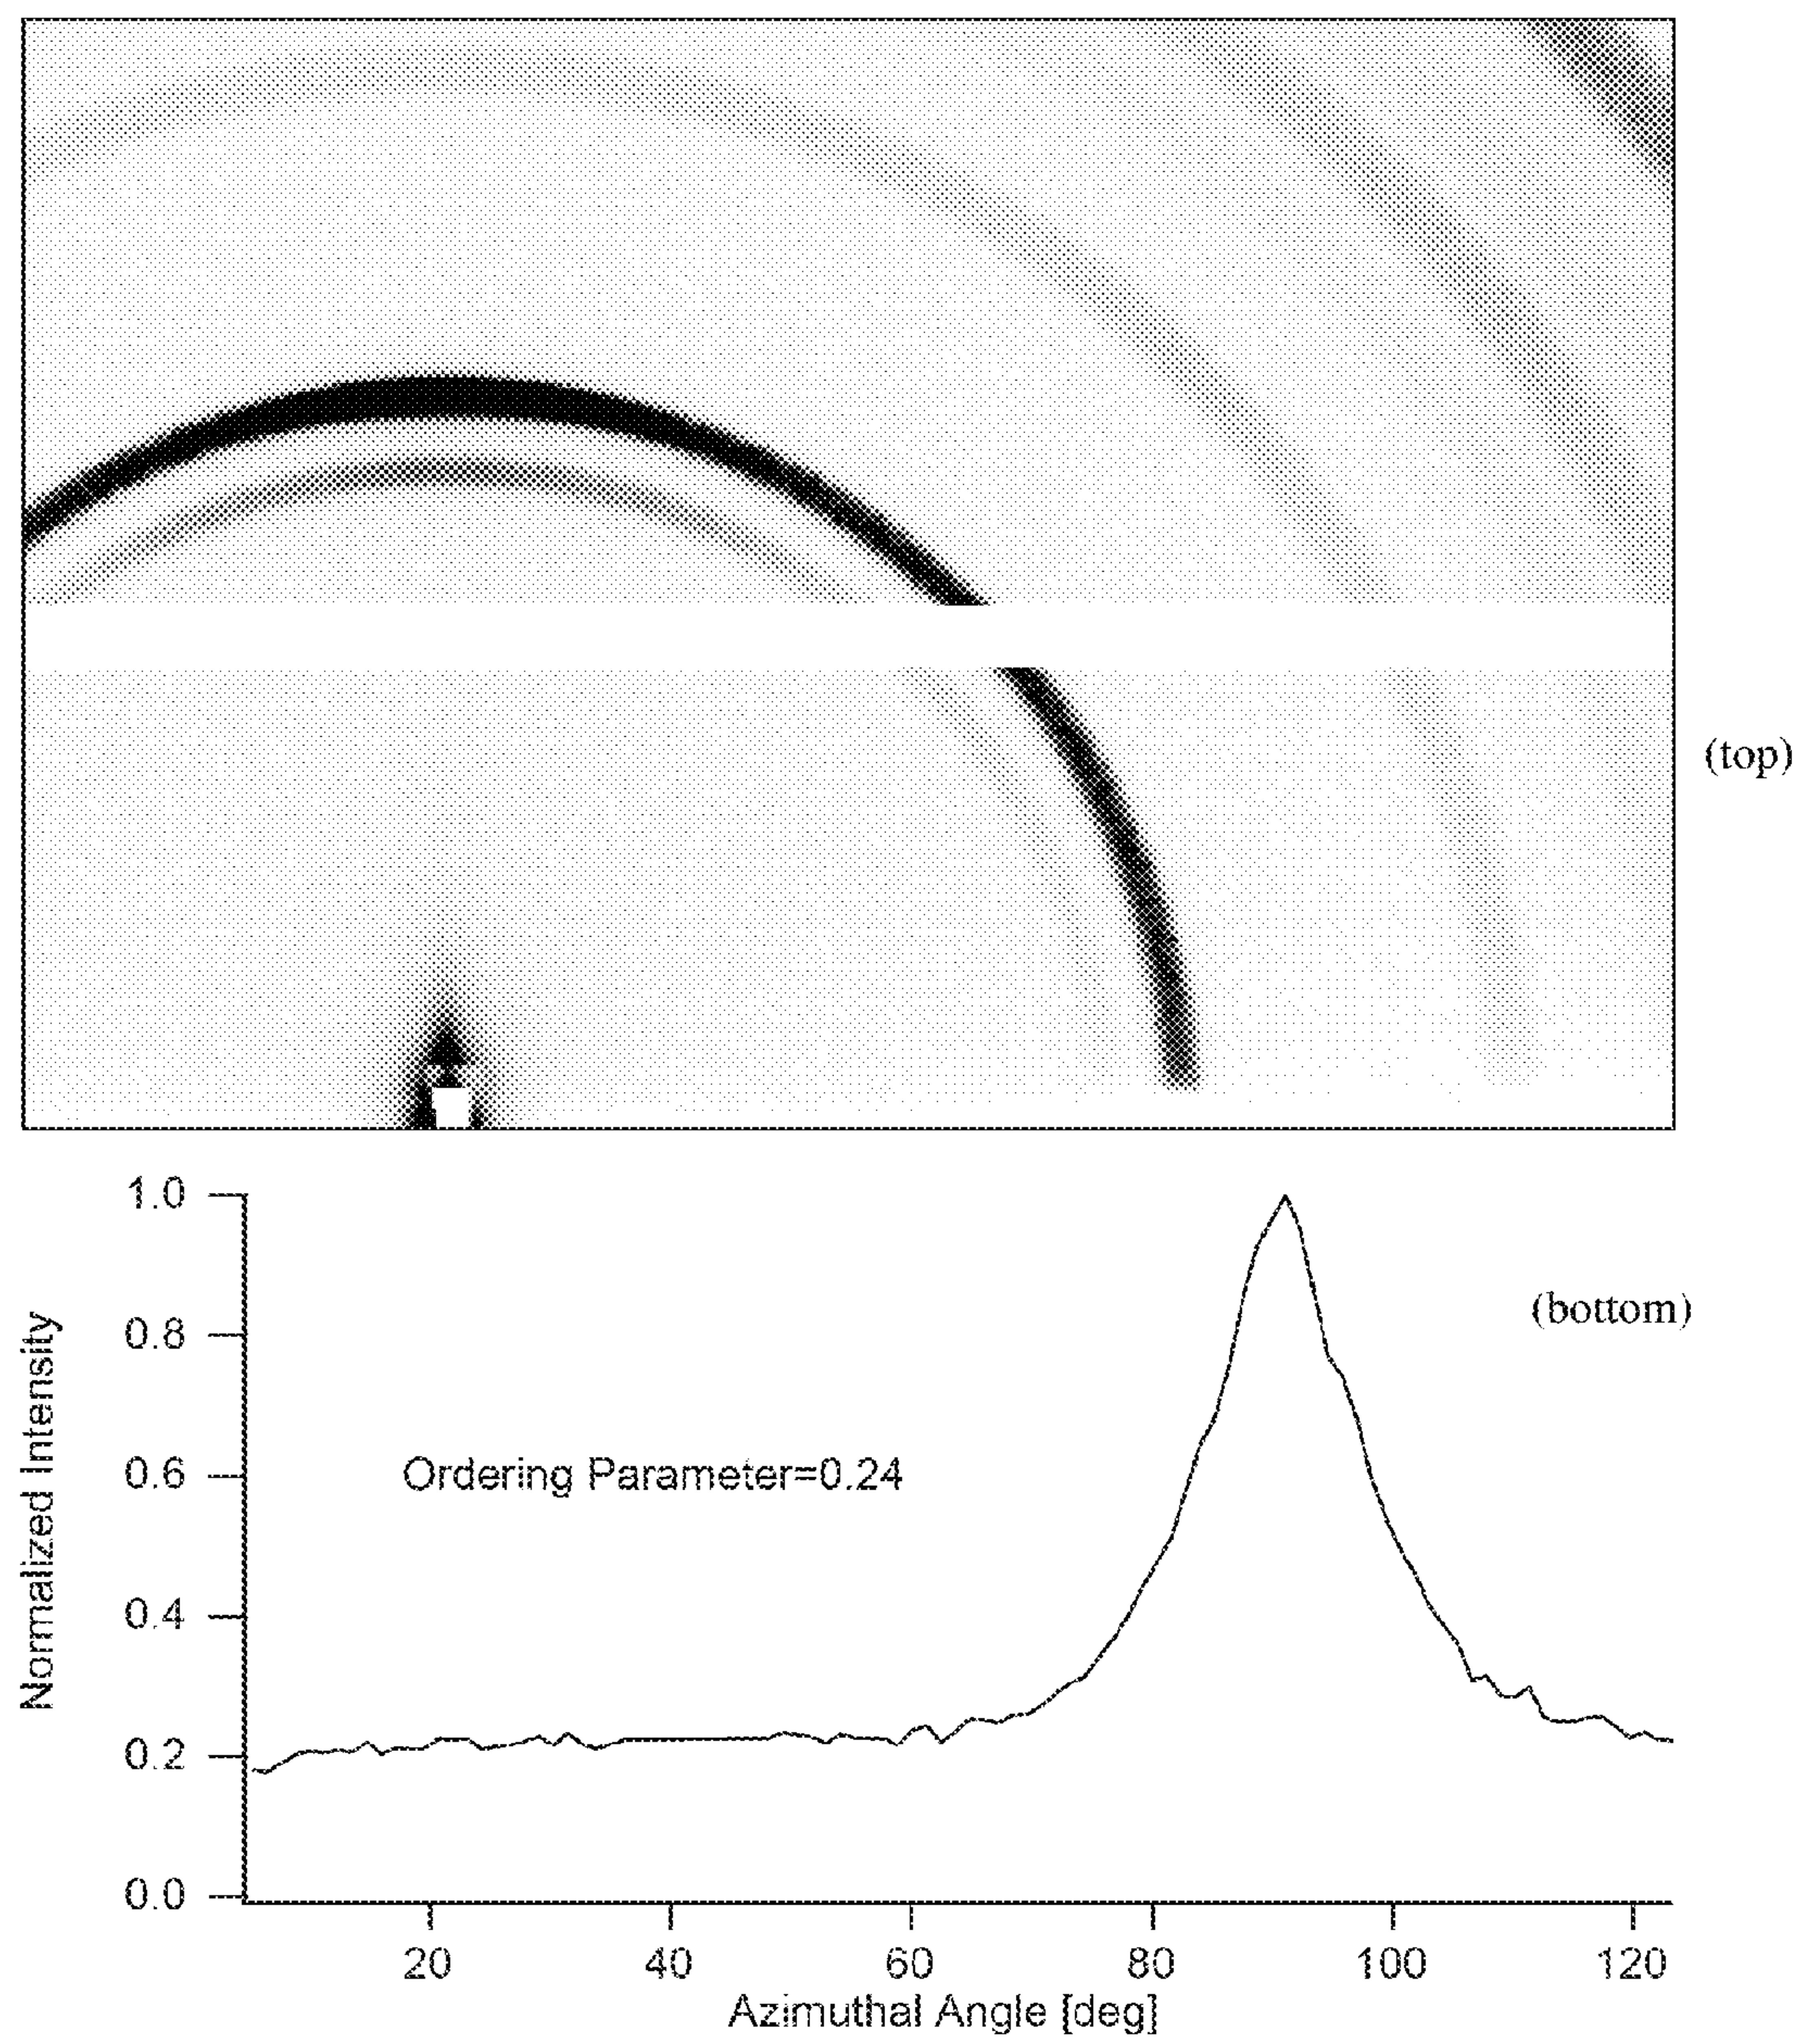 (top)
1.0
(bottom)
0.8
Normalized Intensity
0.6
Ordering Parameter=0.24
0.4
0.2
0.0
20 40 60 80 100 120
Azimuthal Angle [deg]